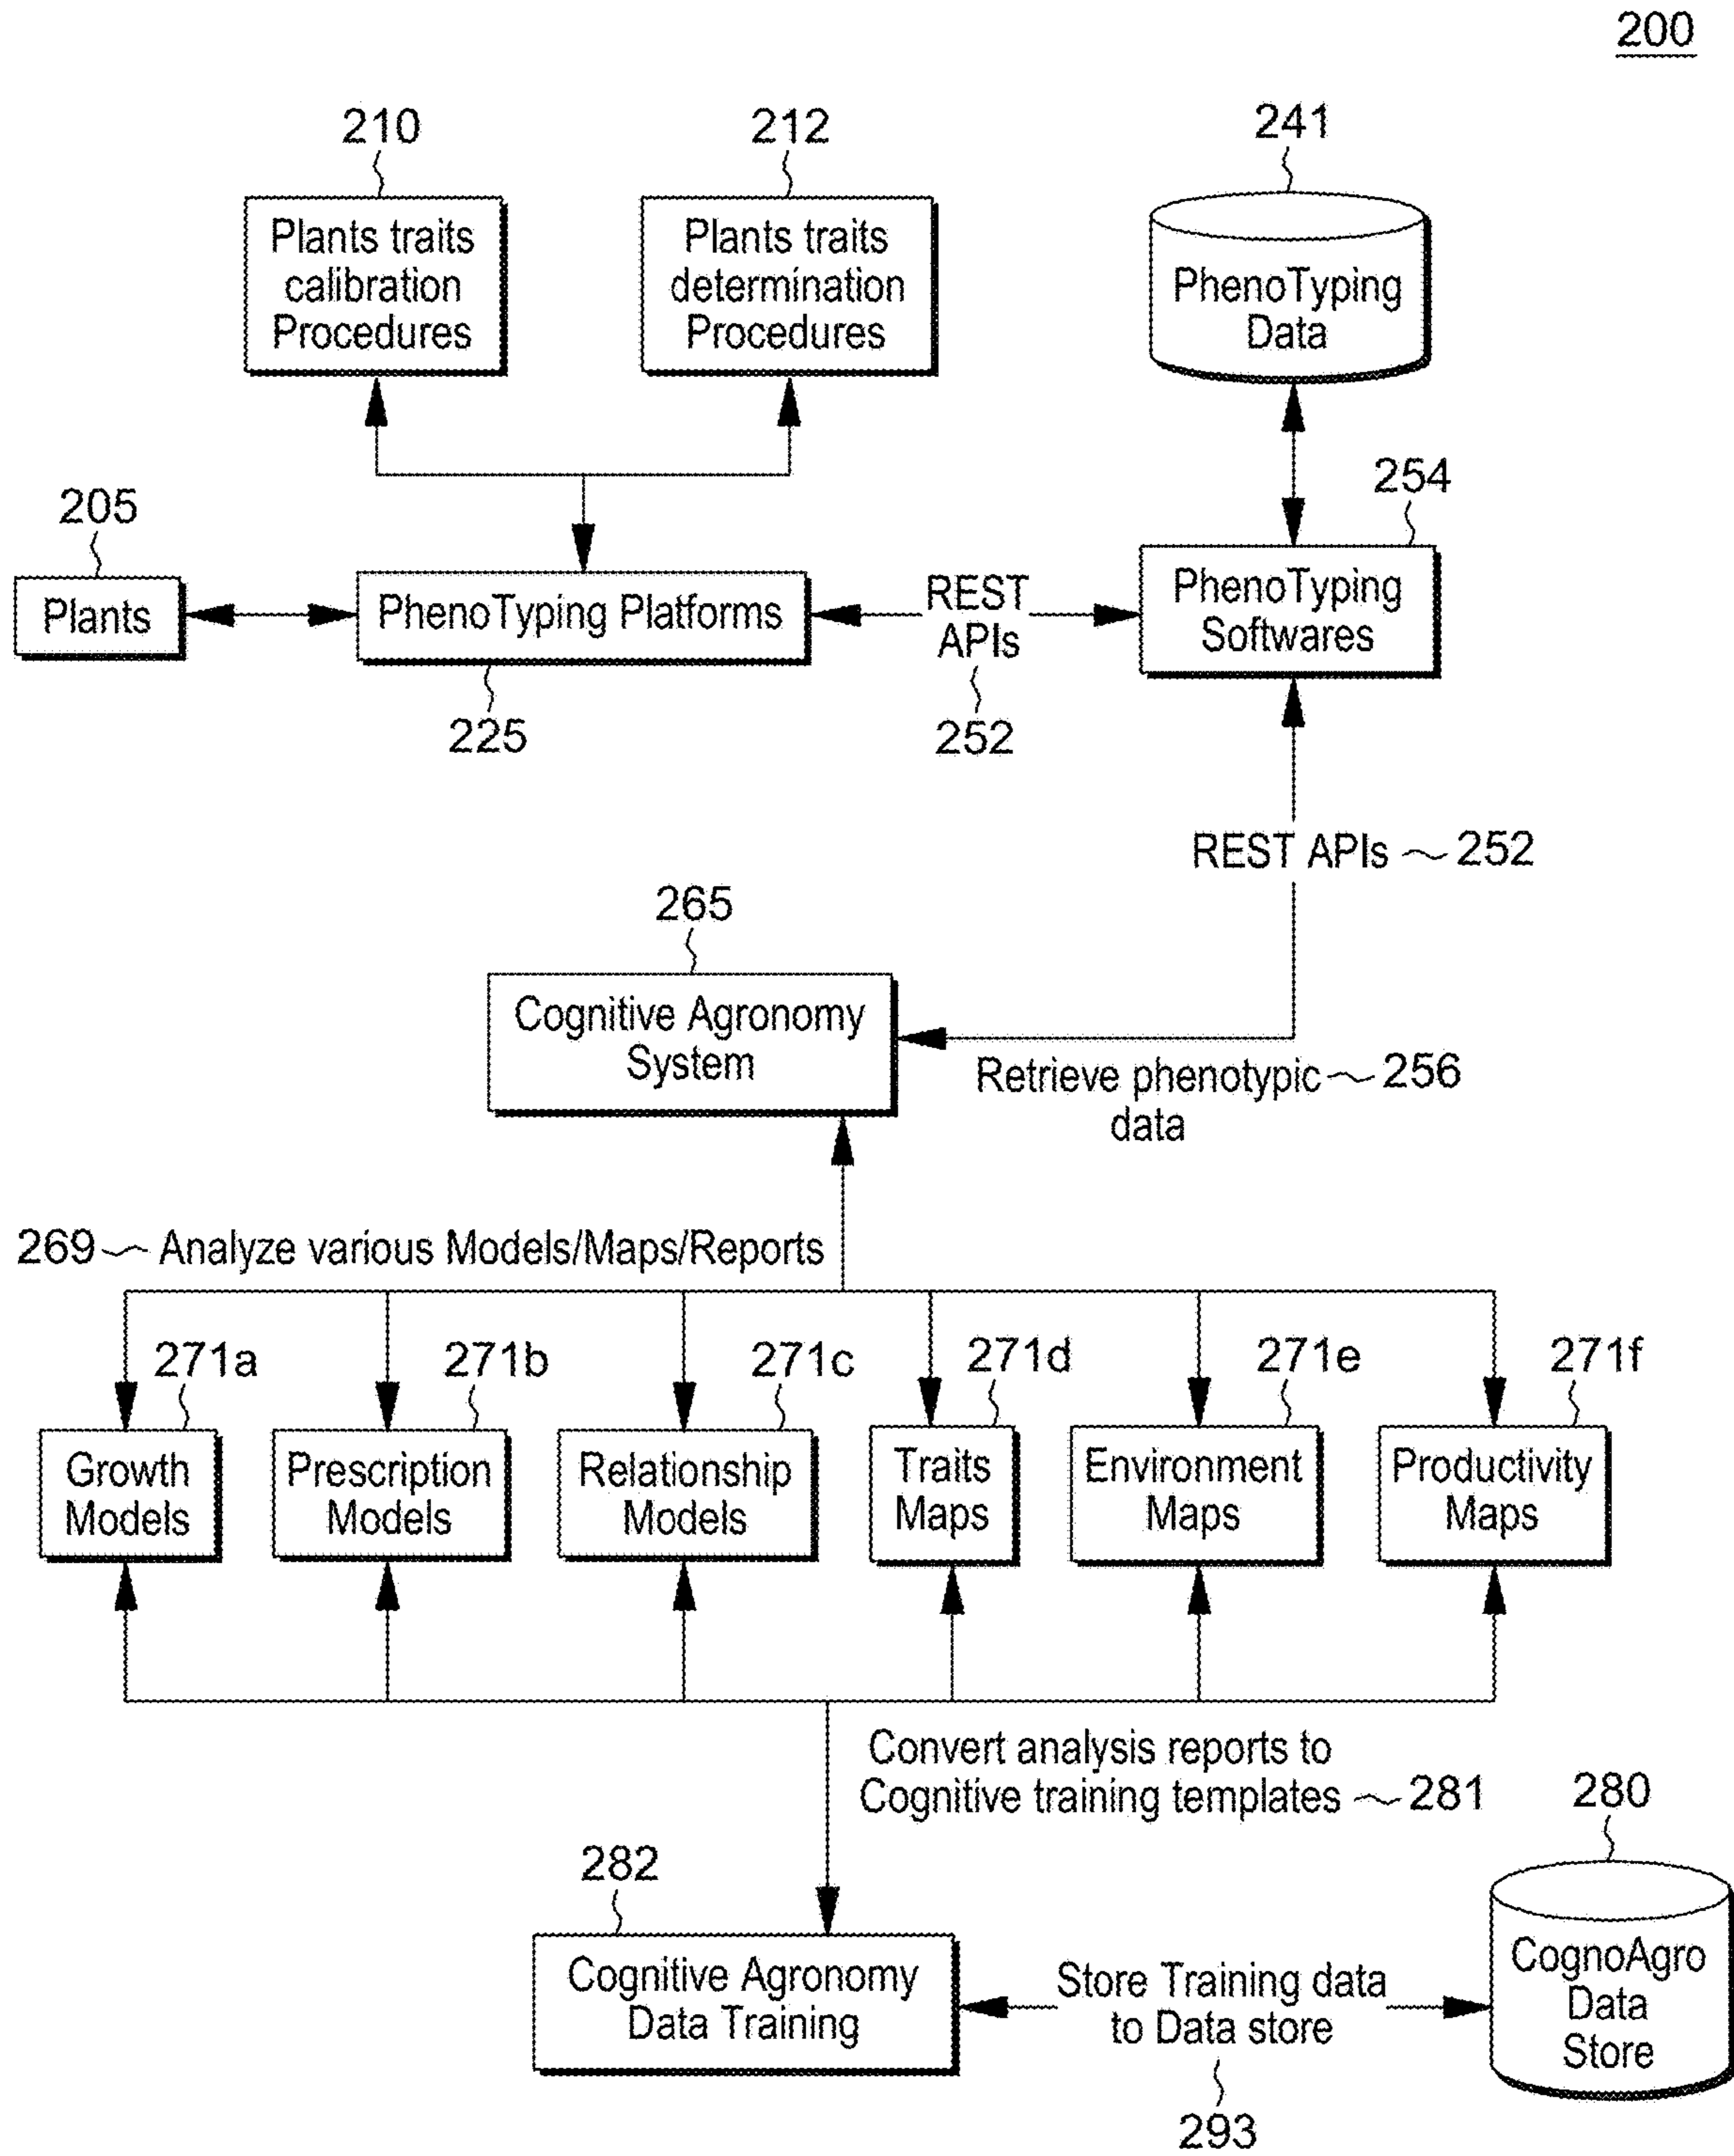 200
210
212
241
Plants traits
calibration
Procedures
Plants traits
determination
Procedures
PhenoTyping
Data
205
254
Plants
PhenoTyping Platforms
REST
APIs
PhenoTyping
Softwares
225
252
REST APIs 252
265
Cognitive Agronomy
System
Retrieve phenotypic 256
data
269 Analyze various Models/Maps/Reports
271a
271b
271c
271d
271e
271f
Growth
Models
Prescription
Models
Relationship
Models
Traits
Maps
Environment
Maps
Productivity
Maps
Convert analysis reports to
Cognitive training templates 281
280
282
Cognitive Agronomy
Data Training
Store Training data
to Data store
CognoAgro
Data
Store
293